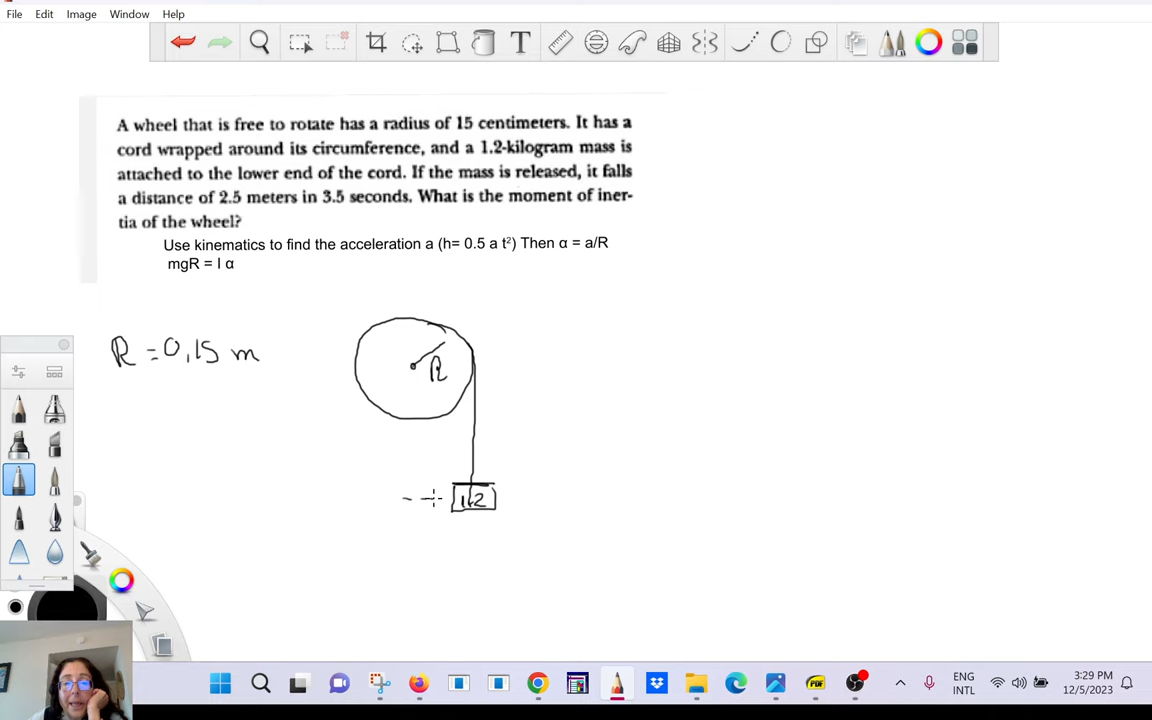 File Edit Image Window Help
A wheel that is free to rotate has a radius of 15 centimeters. It has a
cord wrapped around its circumference, and a 1.2-kilogram mass is
attached to the lower end of the cord. If the mass is released, it falls
a distance of 2.5 meters in 3.5 seconds. What is the moment of iner-
tia of the wheel?
Use kinematics to find the acceleration a (h= 0.5 a t²) Then α = a/R
mgR = I α
R = 0,15 m
R
1,2
ENG
INTL
3:29 PM
12/5/2023